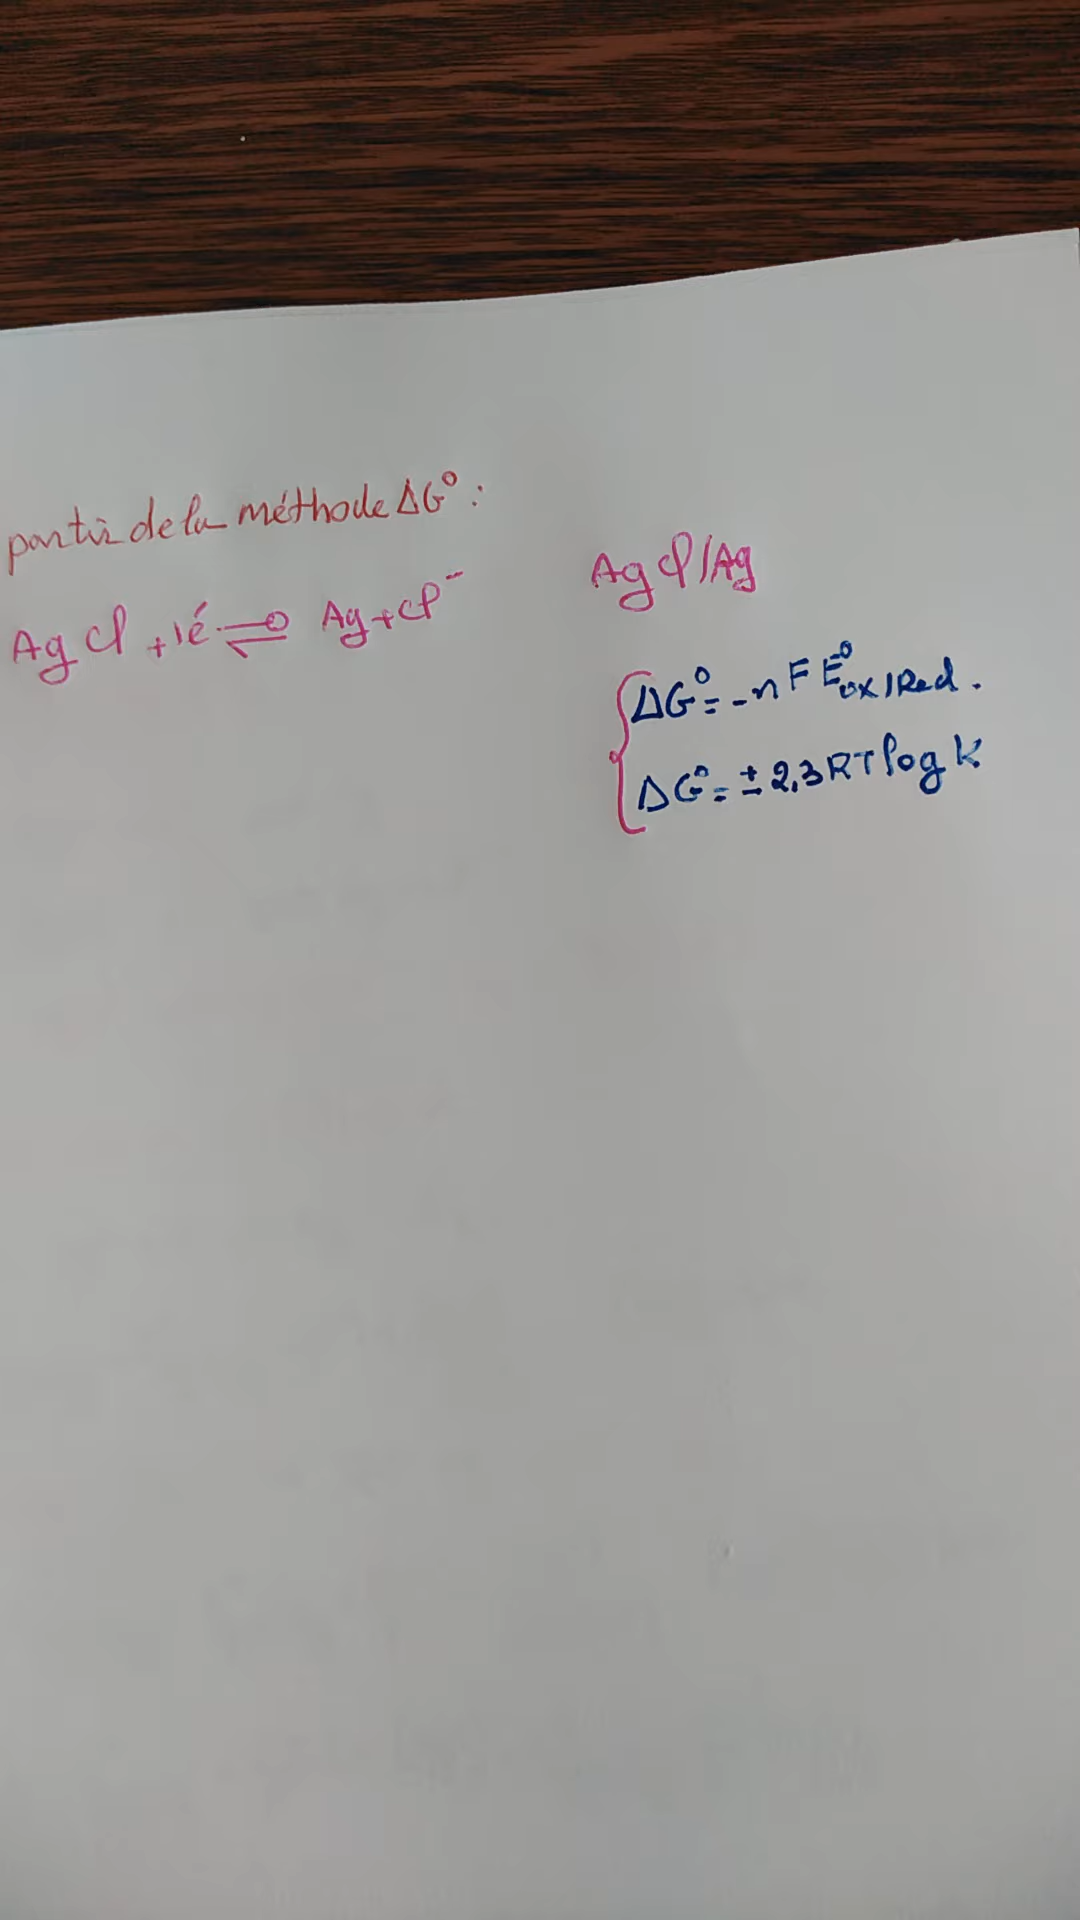 partir de la méthode ΔG° :
AgCl + 1é ⇌ Ag + Cl⁻
AgCl/Ag
ΔG° = -nFE°ox/Red.
ΔG° = ± 2,3RT log K